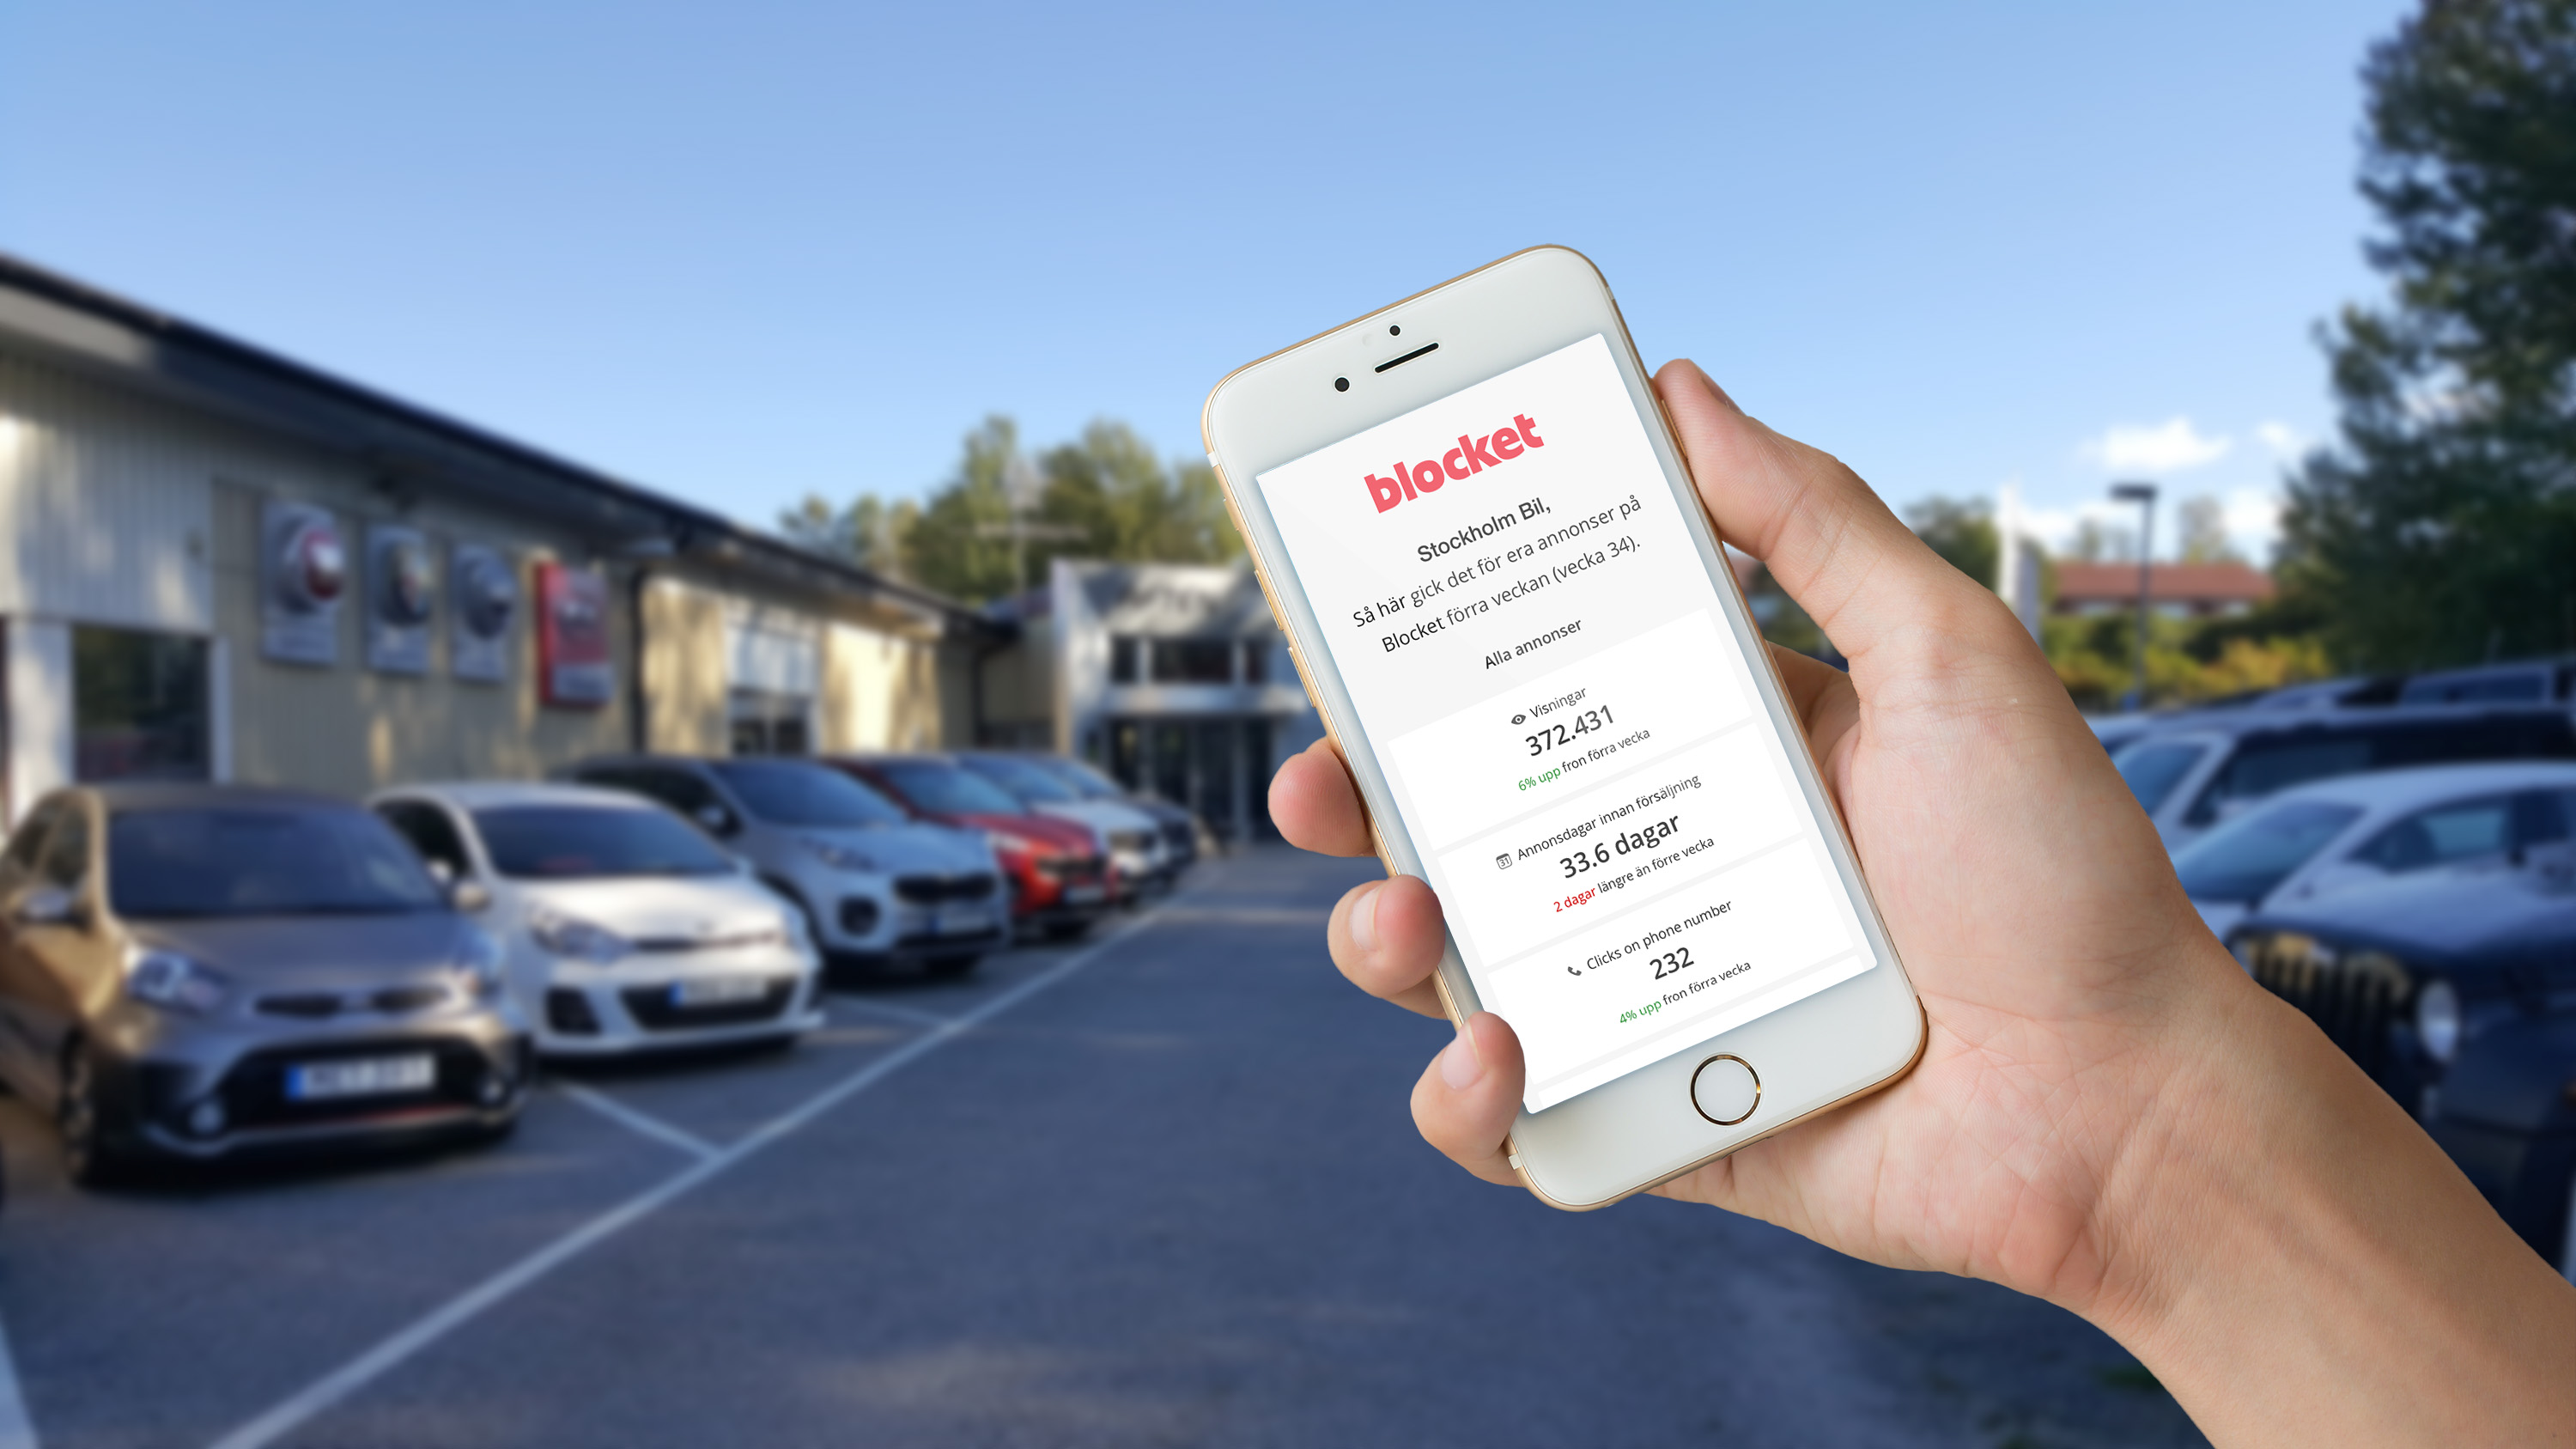 blocket
Stockholm Bil,
Så här gick det för era annonser på
Blocket förra veckan (vecka 34).
Alla annonser
Visningar
372.431
6% upp fron förra vecka
31
Annonsdagar innan försäljning
33.6 dagar
2 dagar längre än förre vecka
Clicks on phone number
232
4% upp fron förra vecka